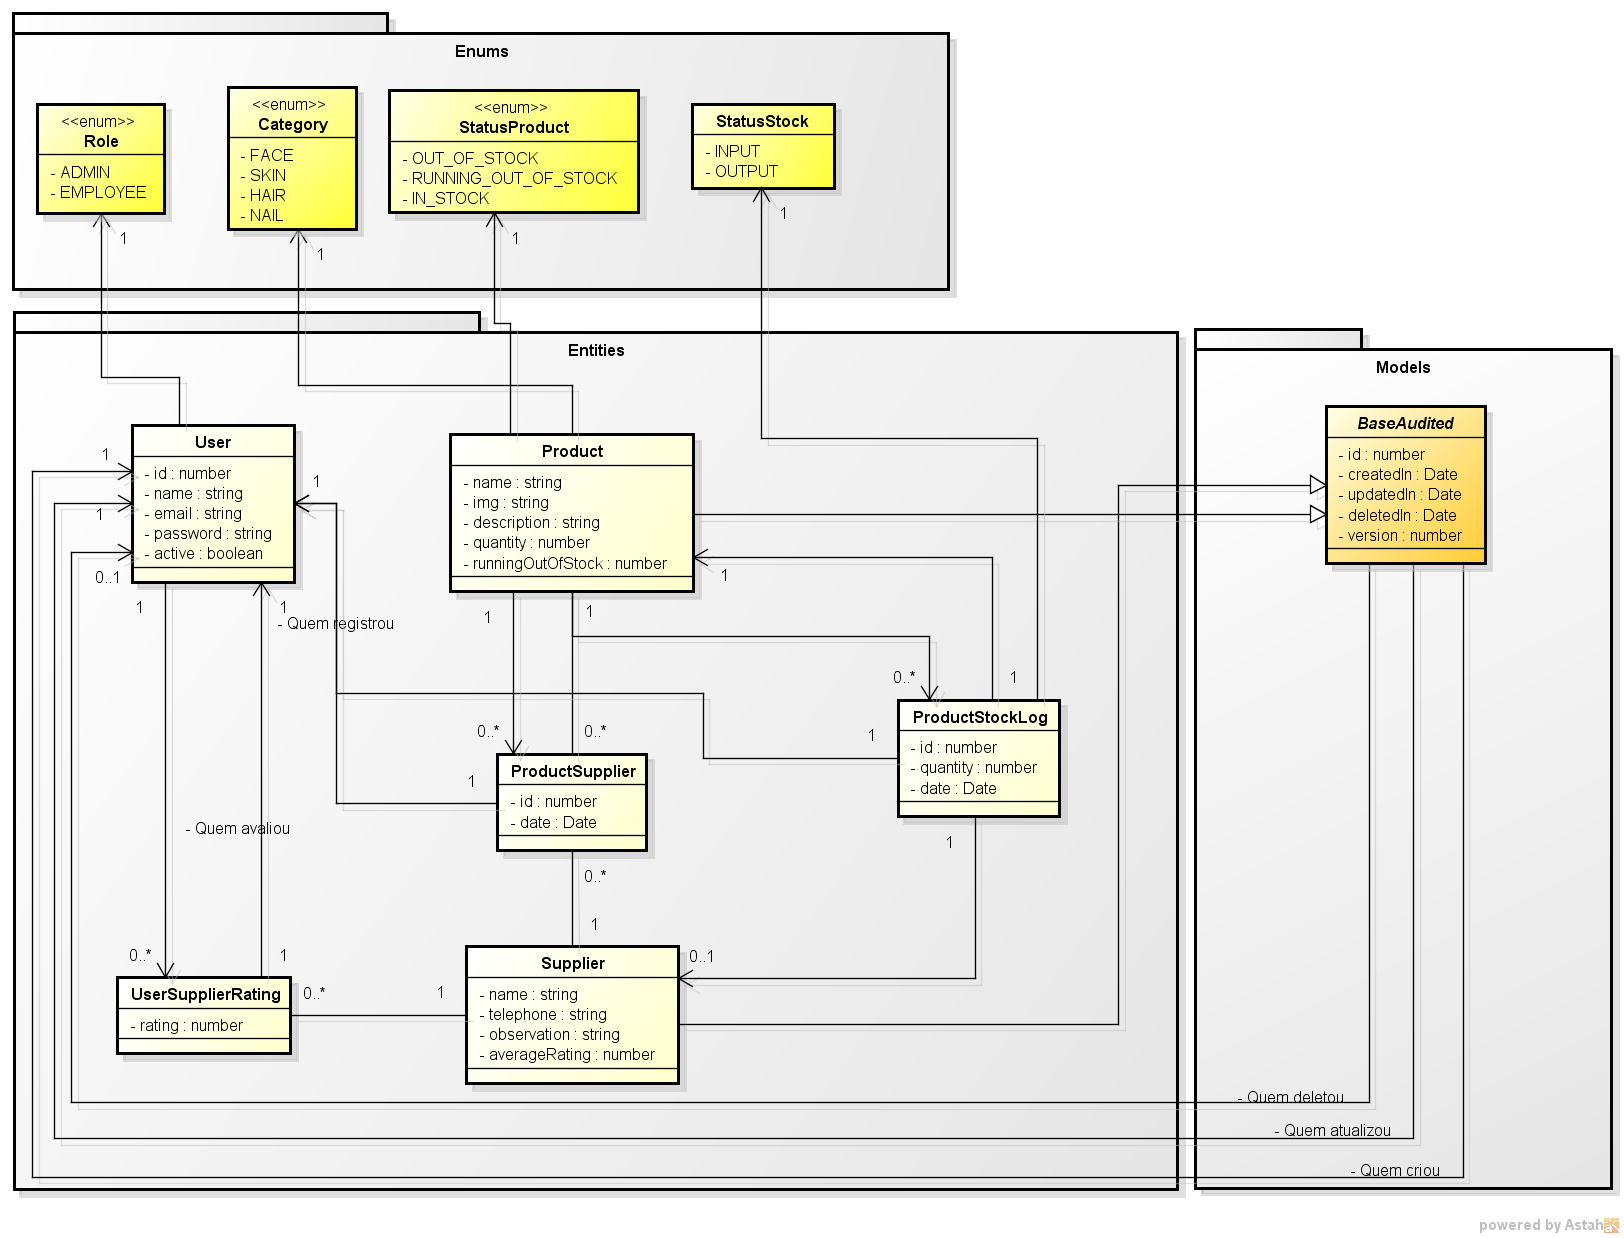 Enums
<<enum>>
Role
- ADMIN
- EMPLOYEE
1
<<enum>>
Category
- FACE
- SKIN
- HAIR
- NAIL
1
<<enum>>
StatusProduct
- OUT_OF_STOCK
- RUNNING_OUT_OF_STOCK
- IN_STOCK
1
StatusStock
- INPUT
- OUTPUT
1
Entities
User
- id : number
- name : string
- email : string
- password : string
- active : boolean
1
1
0..1
1
1
1
- Quem registrou
Product
- name : string
- img : string
- description : string
- quantity : number
- runningOutOfStock : number
1
1
1
0..*
1
ProductStockLog
- id : number
- quantity : number
- date : Date
1
1
0..*
0..*
ProductSupplier
- id : number
- date : Date
1
0..*
- Quem avaliou
0..*
1
UserSupplierRating
- rating : number
0..*
1
1
0..1
Supplier
- name : string
- telephone : string
- observation : string
- averageRating : number
Models
BaseAudited
- id : number
- createdIn : Date
- updatedIn : Date
- deletedIn : Date
- version : number
- Quem deletou
- Quem atualizou
- Quem criou
powered by Astah